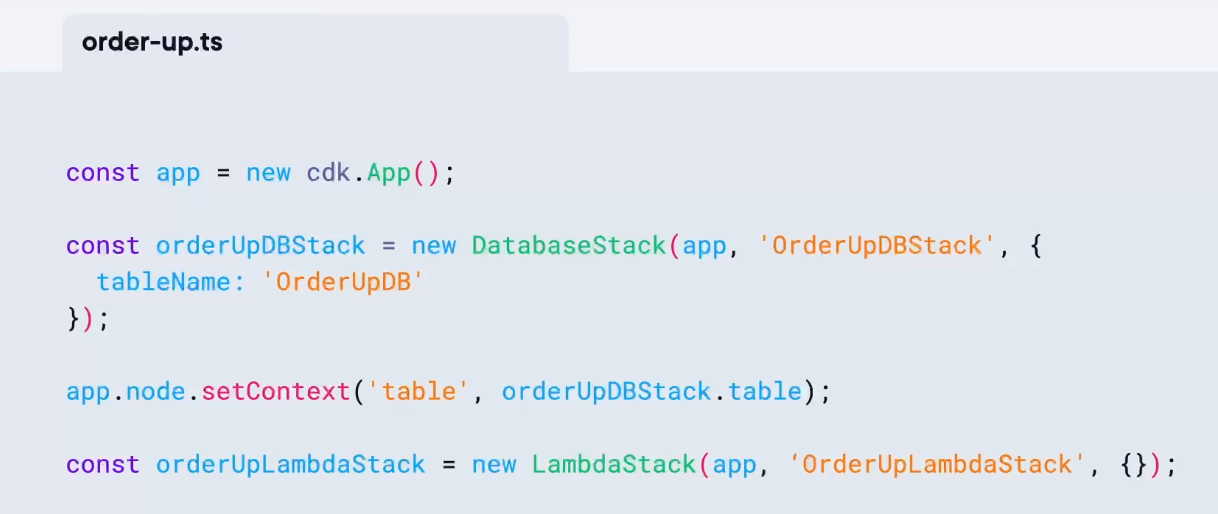 order-up.ts
const app = new cdk.App();
const orderUpDBStack = new DatabaseStack(app, 'OrderUpDBStack', {
  tableName: 'OrderUpDB'
});
app.node.setContext('table', orderUpDBStack.table);
const orderUpLambdaStack = new LambdaStack(app, ‘OrderUpLambdaStack', {});